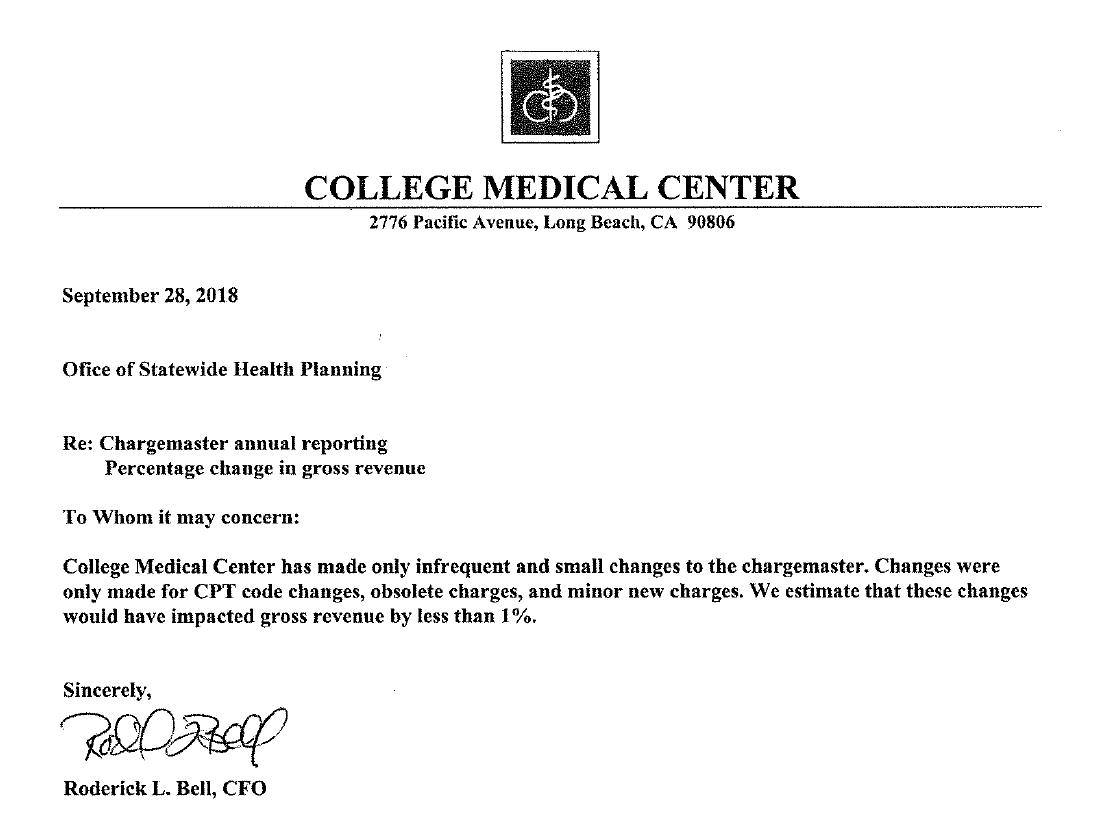 COLLEGE MEDICAL CENTER
2776 Pacific Avenue, Long Beach, CA 90806
September 28, 2018
Ofice of Statewide Health Planning
Re: Chargemaster annual reporting
Percentage change in gross revenue
To Whom it may concern:
College Medical Center has made only infrequent and small changes to the chargemaster. Changes were
only made for CPT code changes, obsolete charges, and minor new charges. We estimate that these changes
would have impacted gross revenue by less than 1%.
Sincerely,
Roderick L. Bell, CFO